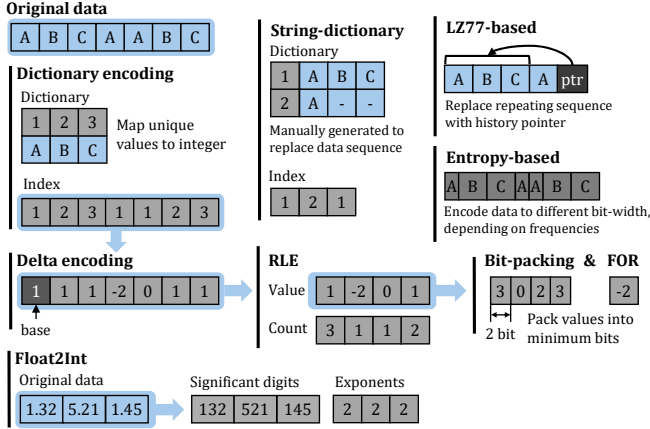 Original data
A B C A A B C
Dictionary encoding
Dictionary
1 2 3
A B C
Map unique
values to integer
Index
1 2 3 1 1 2 3
String-dictionary
Dictionary
1 A B C
2 A - -
Manually generated to
replace data sequence
Index
1 2 1
LZ77-based
A B C A ptr
Replace repeating sequence
with history pointer
Entropy-based
A B C A A B C
Encode data to different bit-width,
depending on frequencies
Delta encoding
1 1 1 -2 0 1 1
base
RLE
Value 1 -2 0 1
Count 3 1 1 2
Bit-packing & FOR
3 0 2 3 -2
2 bit
Pack values into
minimum bits
Float2Int
Original data
1.32 5.21 1.45
Significant digits
132 521 145
Exponents
2 2 2